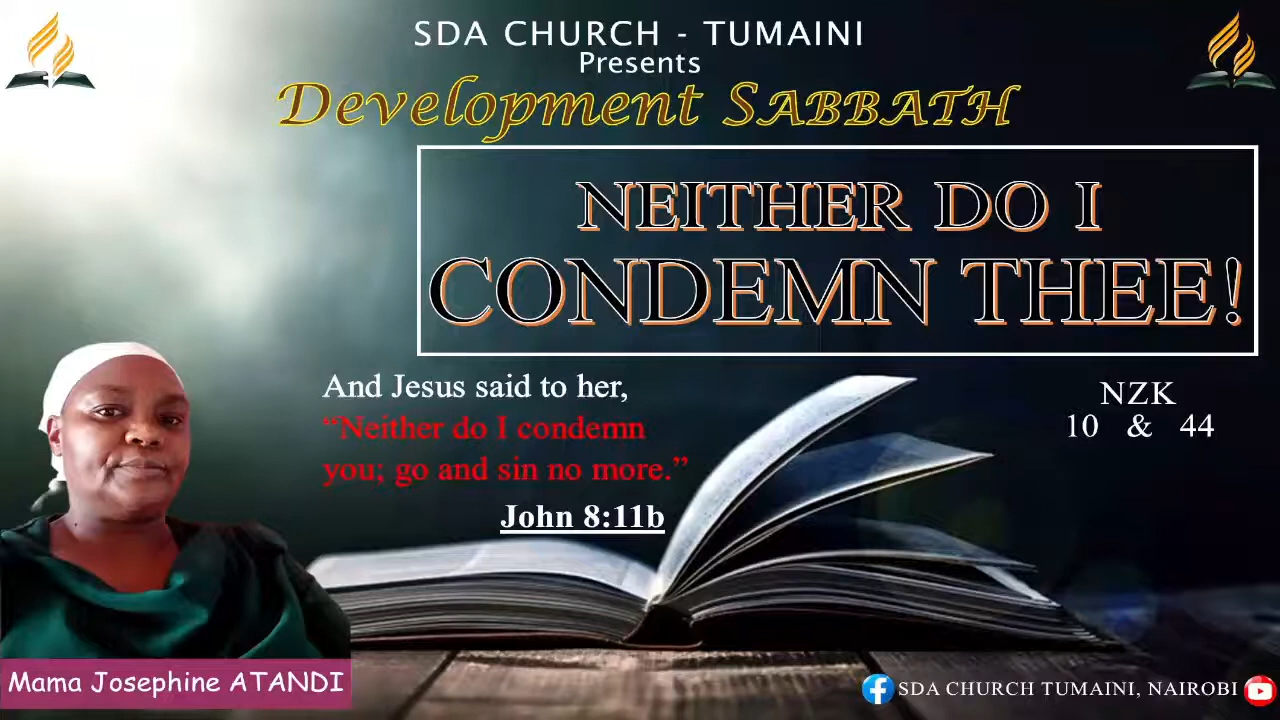 SDA CHURCH - TUMAINI
Presents
Development SABBATH
NEITHER DO I
CONDEMN THEE!
And Jesus said to her,
“Neither do I condemn
you; go and sin no more.”
John 8:11b
NZK
10 & 44
Mama Josephine ATANDI
SDA CHURCH TUMAINI, NAIROBI